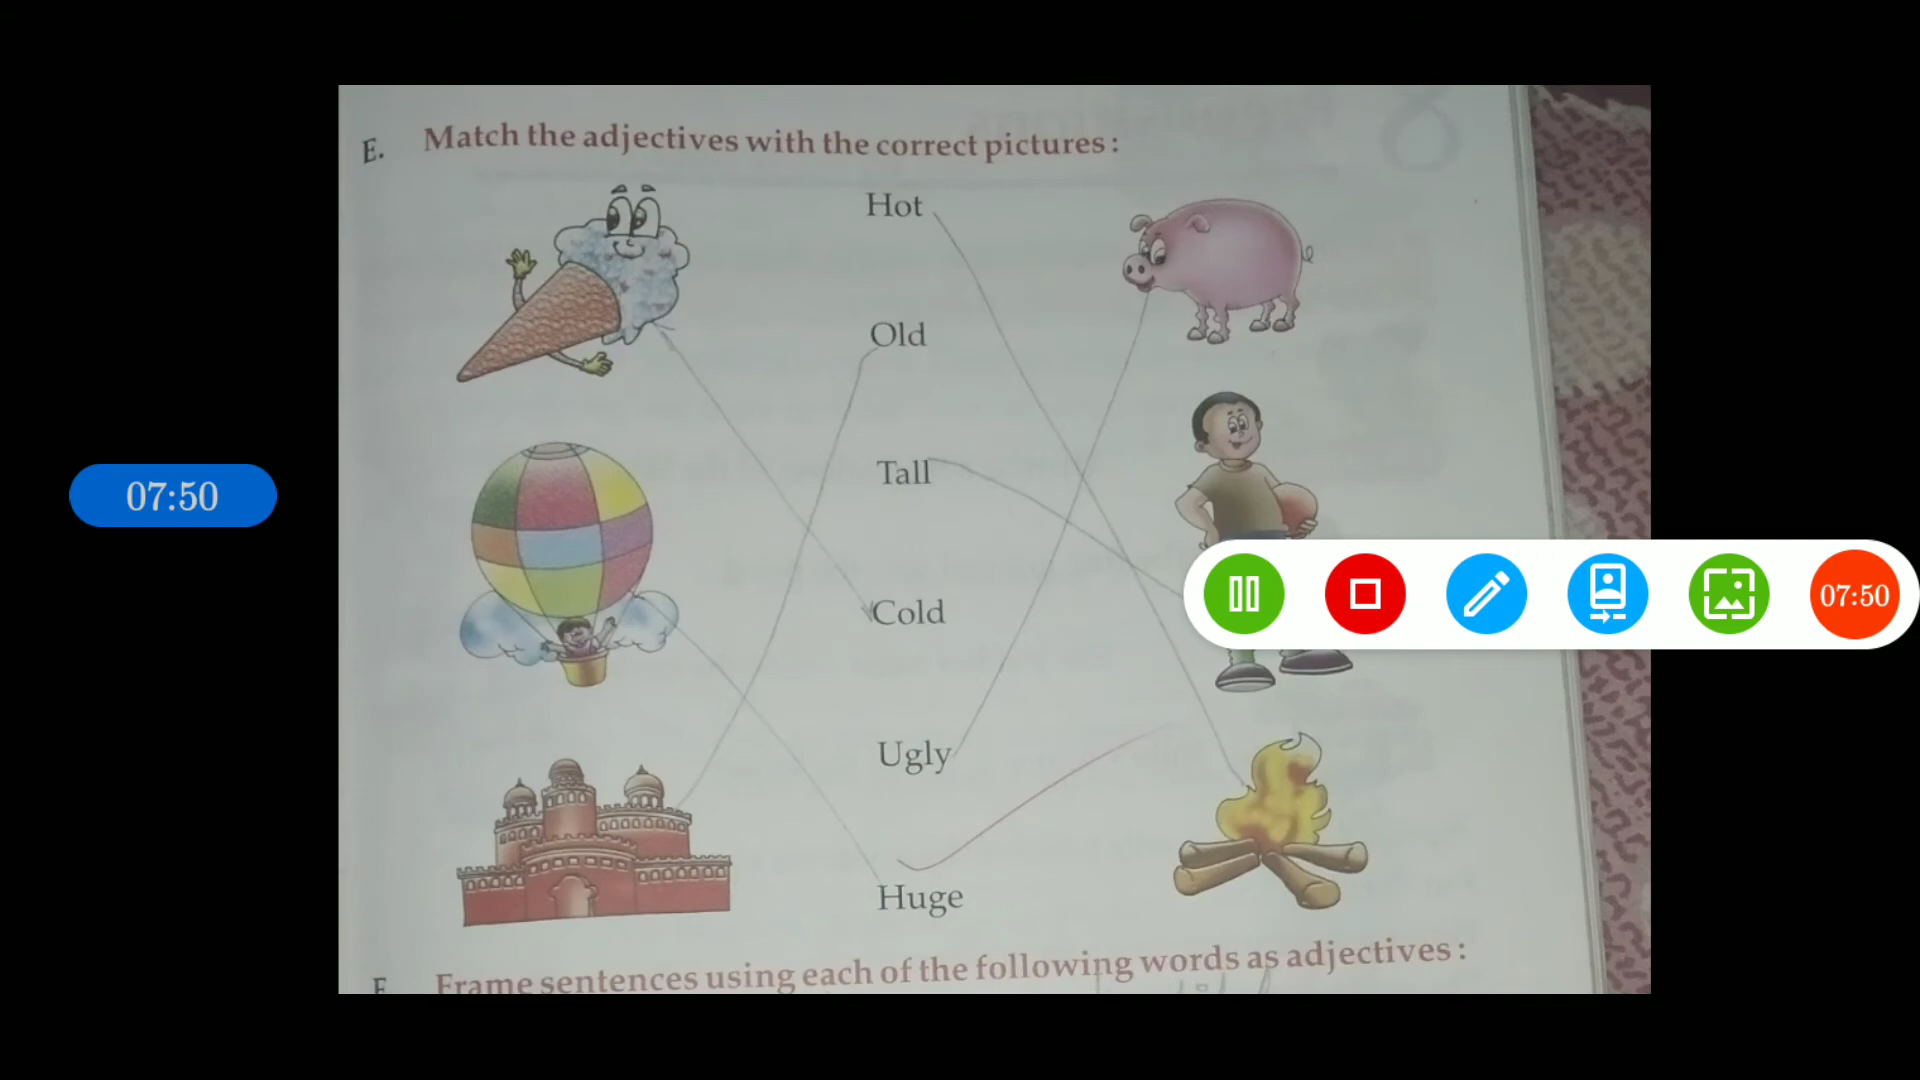 E. Match the adjectives with the correct pictures :
Hot
Old
Tall
07:50
07:50
Cold
Ugly
Huge
F Frame sentences using each of the following words as adjectives :